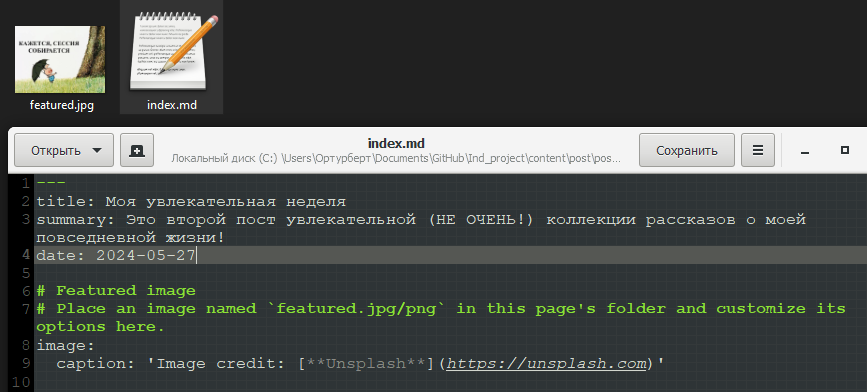 КАЖЕТСЯ, СЕССИЯ
СОБИРАЕТСЯ
featured.jpg
index.md
Открыть
index.md
Локальный диск (C:) \Users\Ортурберт\Documents\GitHub\Ind_project\content\post\pos...
Сохранить
1 ---
2 title: Моя увлекательная неделя
3 summary: Это второй пост увлекательной (НЕ ОЧЕНЬ!) коллекции рассказов о моей
повседневной жизни!
4 date: 2024-05-27
5
6 # Featured image
7 # Place an image named `featured.jpg/png` in this page's folder and customize its
options here.
8 image:
9   caption: 'Image credit: [**Unsplash**](https://unsplash.com)'
10